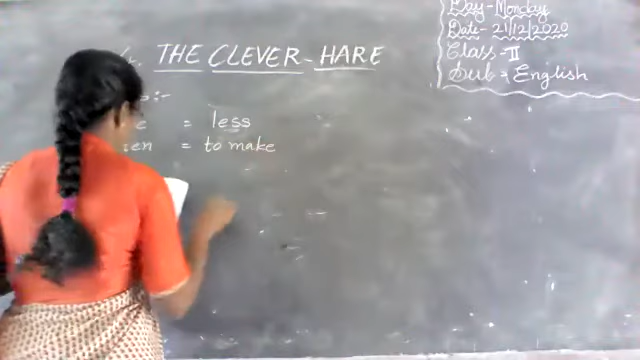 THE CLEVER-HARE
Day-Monday
Date-21/12/2020
Class-II
Sub- English
= less
= to make